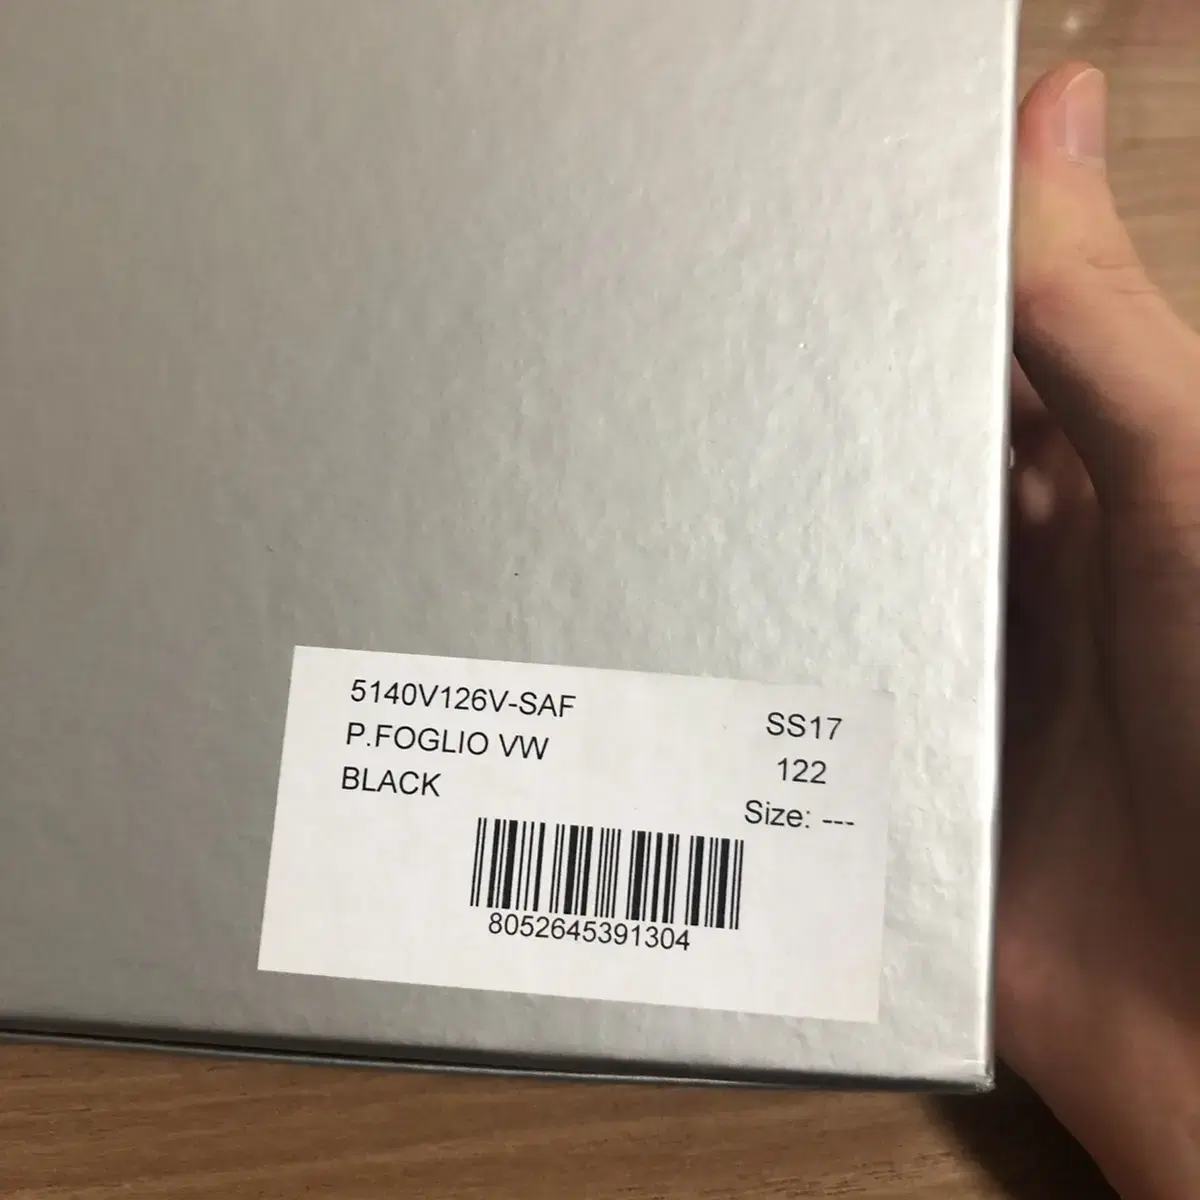 5140V126V-SAF
P.FOGLIO VW
BLACK
SS17
122
Size: ---
8052645391304